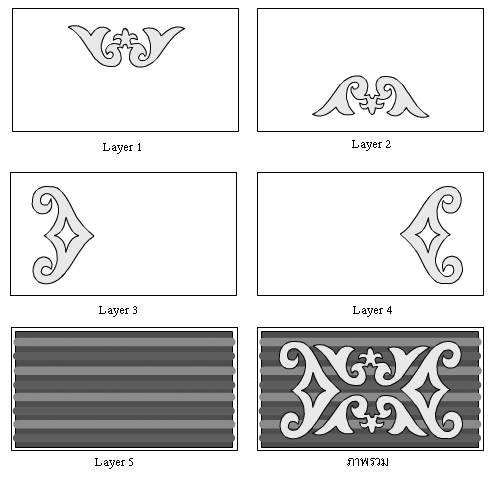 Layer 1
Layer 2
Layer 3
Layer 4
Layer 5
ภาพรวม